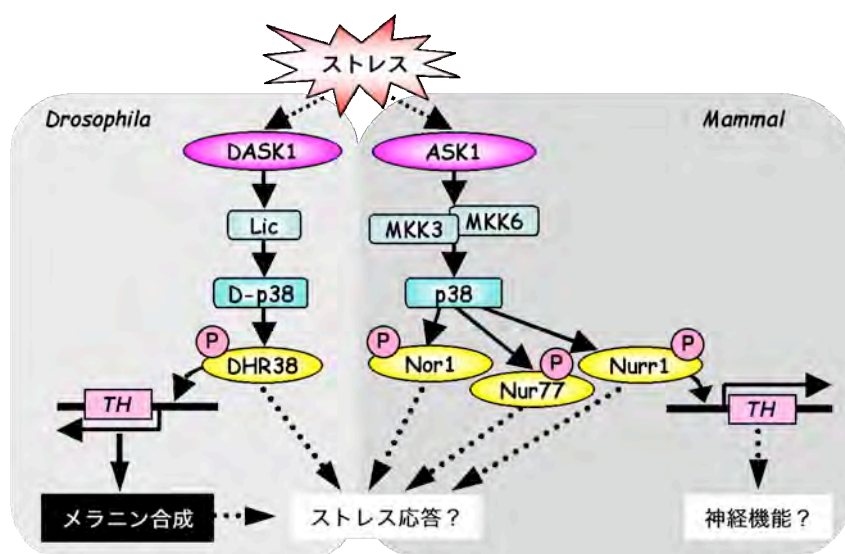 ストレス
Drosophila
Mammal
DASK1
ASK1
Lic
MKK3
MKK6
D-p38
p38
P
DHR38
P
Nor1
P
Nur77
P
Nurr1
TH
TH
メラニン合成
ストレス応答？
神経機能？